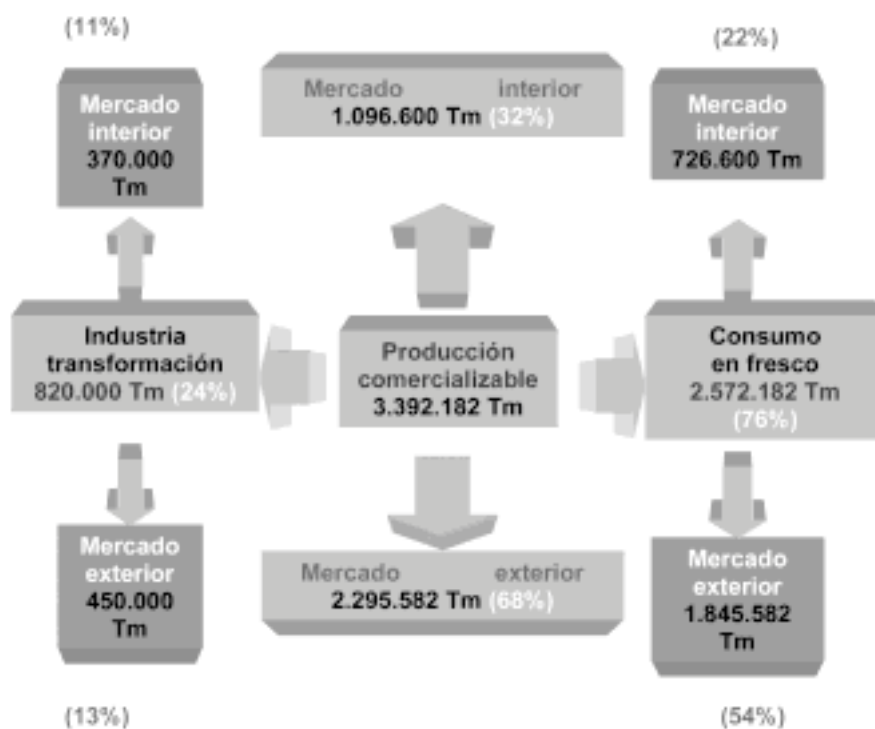 (11%)
Mercado
interior
370.000
Tm
Mercado interior
1.096.600 Tm (32%)
(22%)
Mercado
interior
726.600 Tm
Industria
transformación
820.000 Tm (24%)
Producción
comercializable
3.392.182 Tm
Consumo
en fresco
2.572.182 Tm
(76%)
Mercado
exterior
450.000
Tm
(13%)
Mercado exterior
2.295.582 Tm (68%)
Mercado
exterior
1.845.582
Tm
(54%)